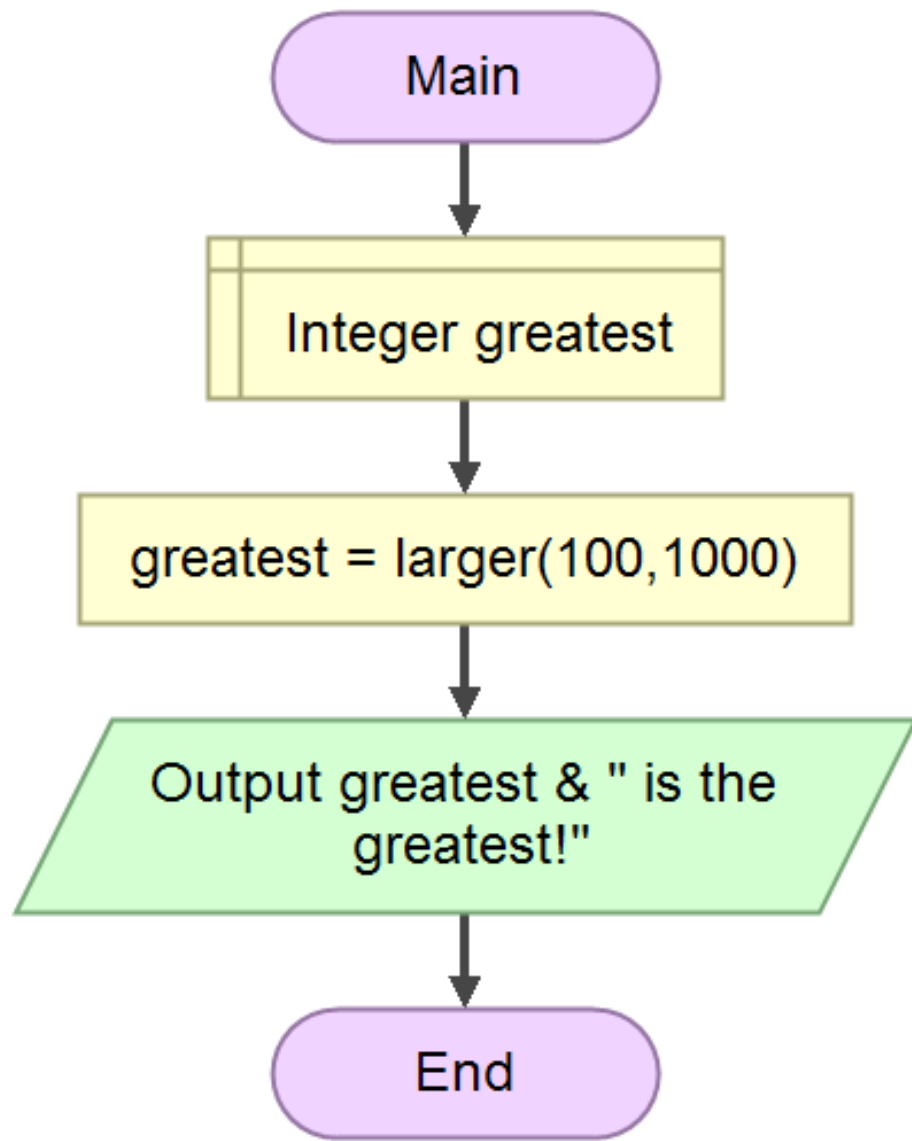 Main
Integer greatest
greatest = larger(100,1000)
Output greatest & " is the
greatest!"
End